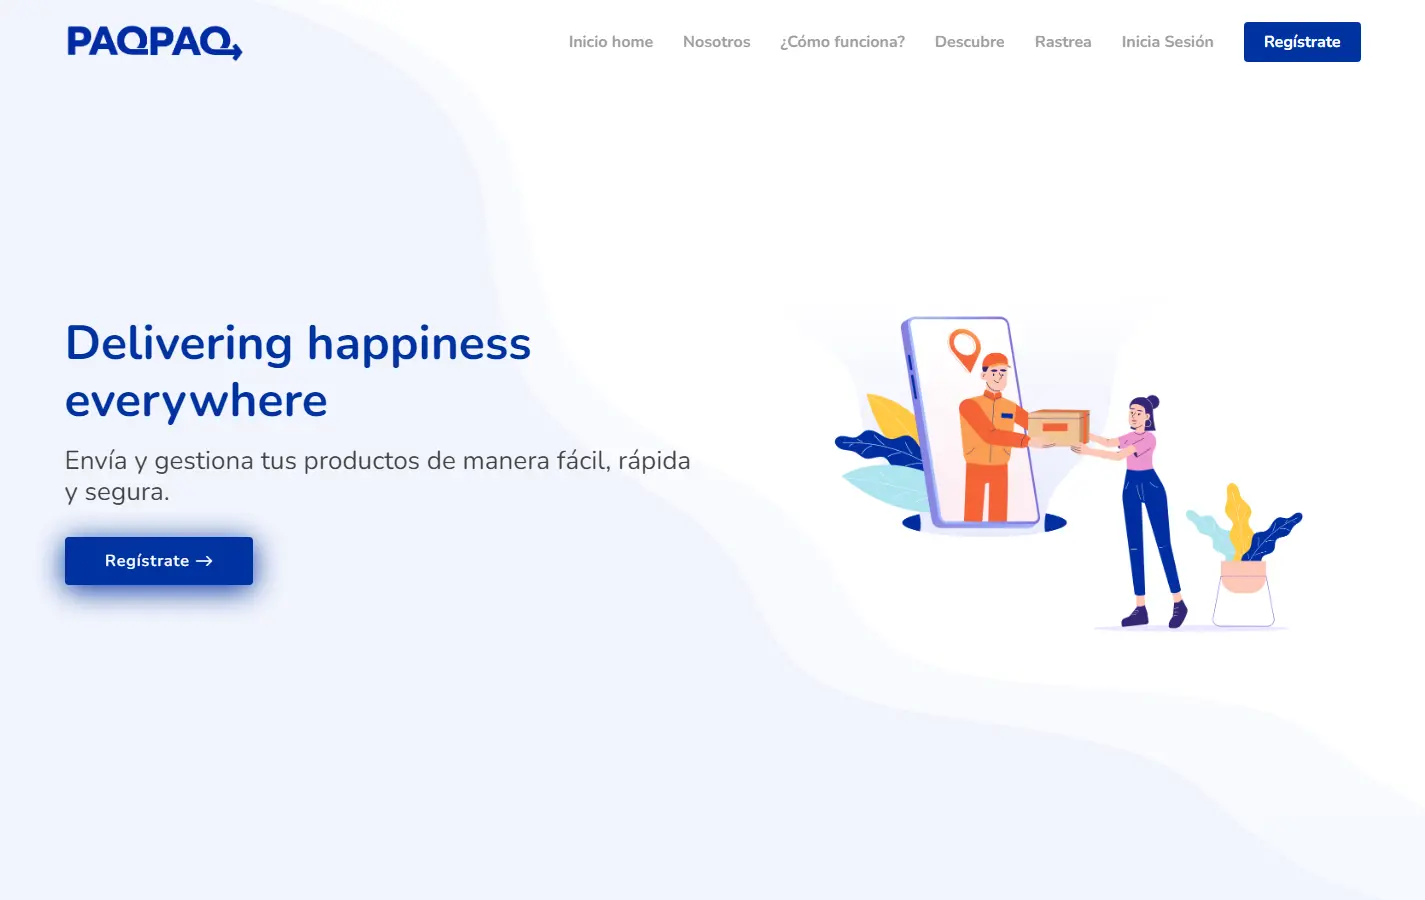 PAQPAQ
Inicio home
Nosotros
¿Cómo funciona?
Descubre
Rastrea
Inicia Sesión
Regístrate
Delivering happiness
everywhere
Envía y gestiona tus productos de manera fácil, rápida
y segura.
Regístrate →